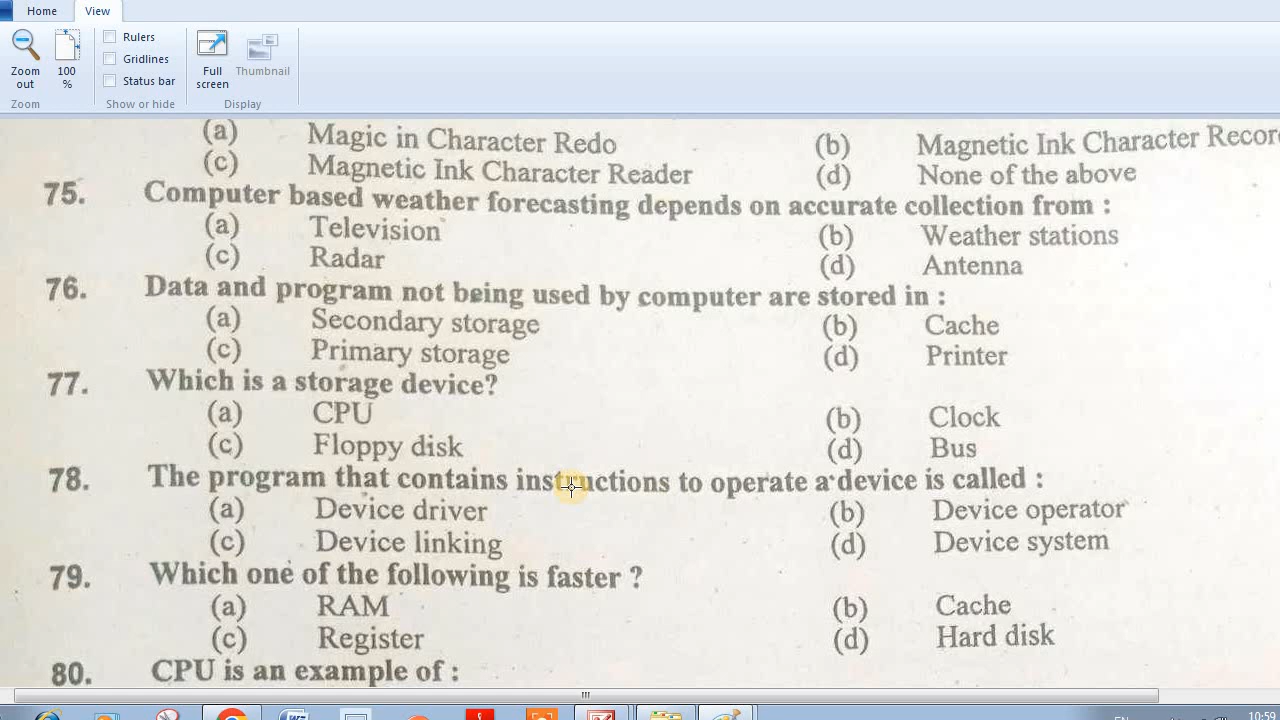 Home View
Zoom out
100 %
Rulers
Gridlines
Status bar
Full screen
Thumbnail
Zoom
Show or hide
Display
(a) Magic in Character Redo (b) Magnetic Ink Character Recor
(c) Magnetic Ink Character Reader (d) None of the above
75. Computer based weather forecasting depends on accurate collection from :
(a) Television (b) Weather stations
(c) Radar (d) Antenna
76. Data and program not being used by computer are stored in :
(a) Secondary storage (b) Cache
(c) Primary storage (d) Printer
77. Which is a storage device?
(a) CPU (b) Clock
(c) Floppy disk (d) Bus
78. The program that contains instructions to operate a device is called :
(a) Device driver (b) Device operator
(c) Device linking (d) Device system
79. Which one of the following is faster ?
(a) RAM (b) Cache
(c) Register (d) Hard disk
80. CPU is an example of :
EN 10:59